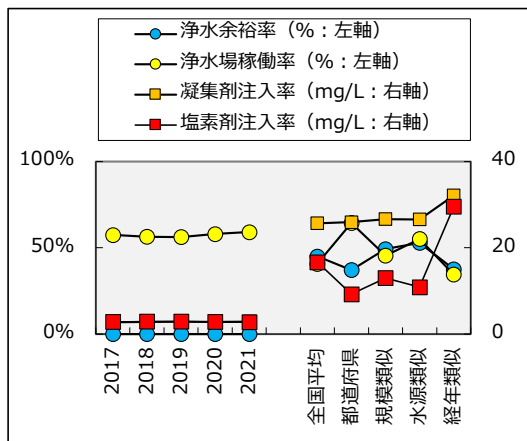 浄水余裕率（%：左軸）
浄水場稼働率（%：左軸）
凝集剤注入率（mg/L：右軸）
塩素剤注入率（mg/L：右軸）
100%
50%
0%
40
20
0
2017
2018
2019
2020
2021
全国平均
都道府県
規模類似
水源類似
経年類似